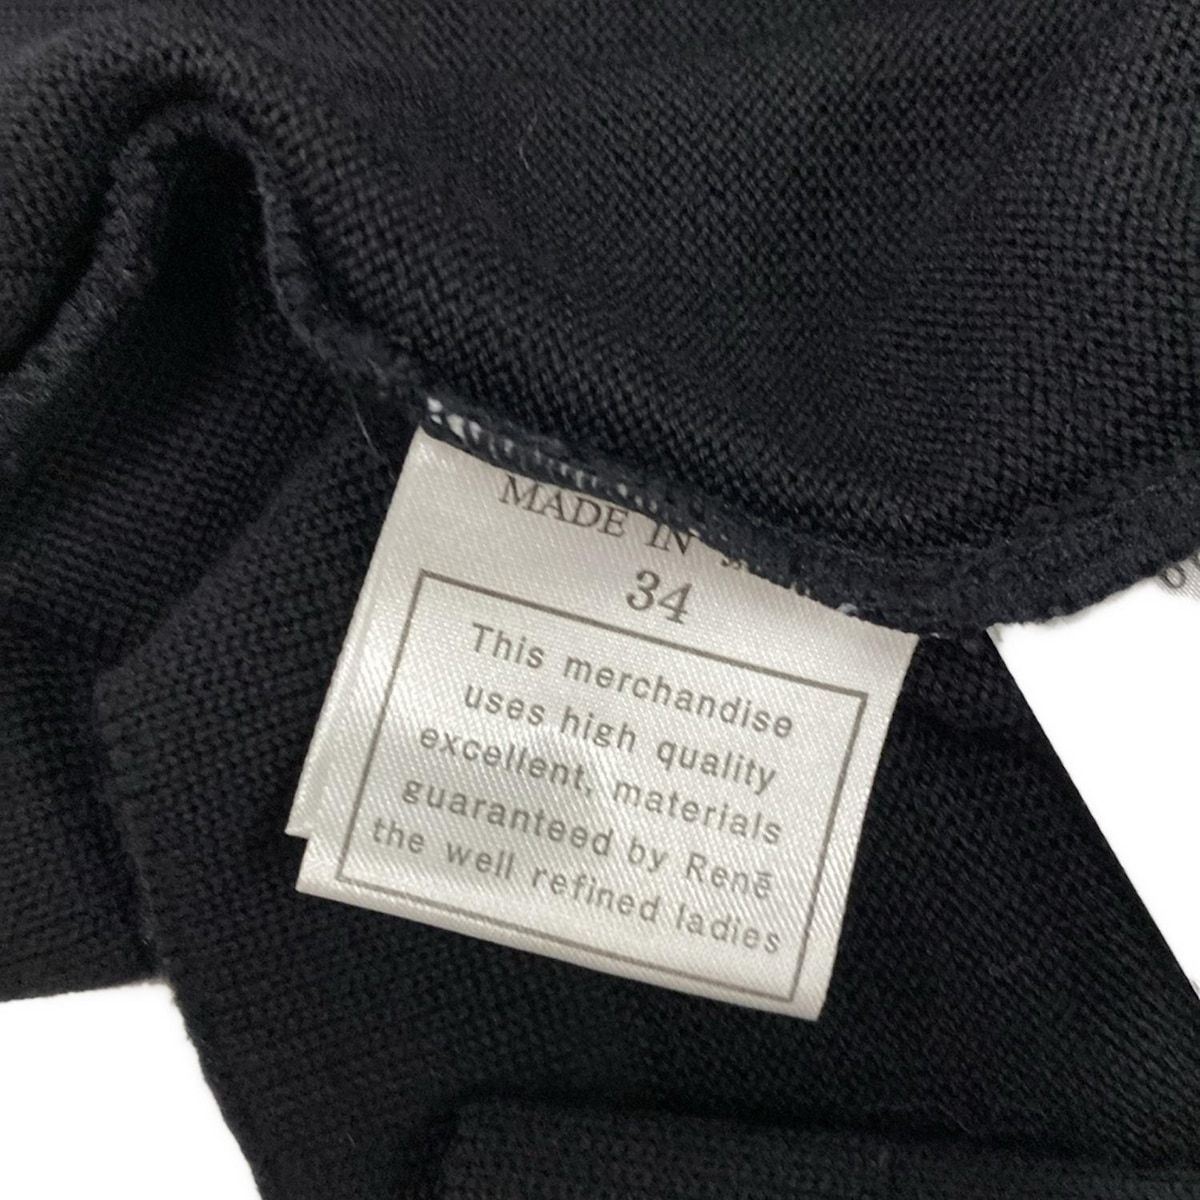 MADE IN
34
This merchandise
uses high quality
excellent, materials
guaranteed by Renē
the well refined ladies